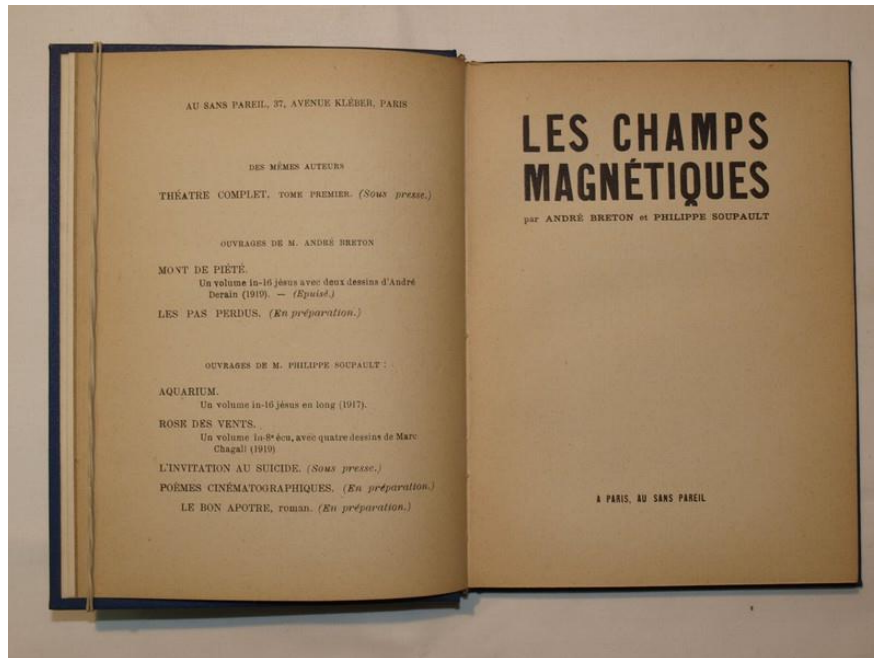 AU SANS PAREIL, 37, AVENUE KLÉBER, PARIS
DES MÊMES AUTEURS
THÉATRE COMPLET, TOME PREMIER. (Sous presse.)
OUVRAGES DE M. ANDRÉ BRETON
MONT DE PIÉTÉ.
Un volume in-16 jésus avec deux dessins d'André
Derain (1919). — (Epuisé.)
LES PAS PERDUS. (En préparation.)
OUVRAGES DE M. PHILIPPE SOUPAULT :
AQUARIUM.
Un volume in-16 jésus en long (1917).
ROSE DES VENTS.
Un volume in-8º écu, avec quatre dessins de Marc
Chagall (1919)
L'INVITATION AU SUICIDE. (Sous presse.)
POÈMES CINÉMATOGRAPHIQUES. (En préparation.)
LE BON APOTRE, roman. (En préparation.)
LES CHAMPS
MAGNÉTIQUES
par ANDRÉ BRETON et PHILIPPE SOUPAULT
A PARIS, AU SANS PAREIL